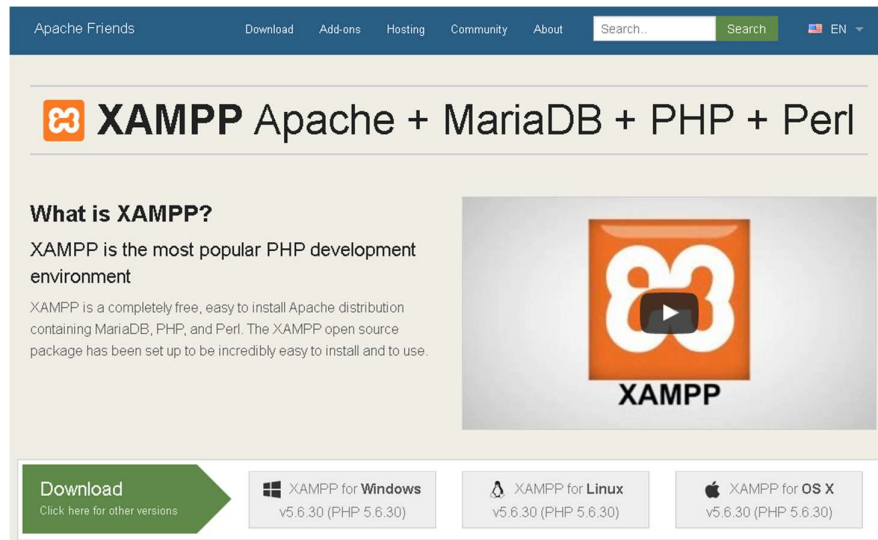 Apache Friends Download Add-ons Hosting Community About Search.. Search EN
XAMPP Apache + MariaDB + PHP + Perl
What is XAMPP?
XAMPP is the most popular PHP development
environment
XAMPP is a completely free, easy to install Apache distribution
containing MariaDB, PHP, and Perl. The XAMPP open source
package has been set up to be incredibly easy to install and to use.
XAMPP
Download
Click here for other versions
XAMPP for Windows
v5.6.30 (PHP 5.6.30)
XAMPP for Linux
v5.6.30 (PHP 5.6.30)
XAMPP for OS X
v5.6.30 (PHP 5.6.30)